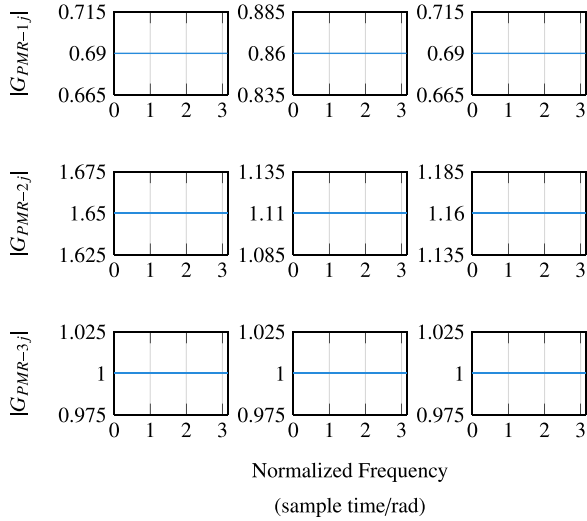 0.715 0.885 0.715
|G_{PMR-1j}| 0.69 0.86 0.69
0.665 0.835 0.665
0 1 2 3 0 1 2 3 0 1 2 3
1.675 1.135 1.185
|G_{PMR-2j}| 1.65 1.11 1.16
1.625 1.085 1.135
0 1 2 3 0 1 2 3 0 1 2 3
1.025 1.025 1.025
|G_{PMR-3j}| 1 1 1
0.975 0.975 0.975
0 1 2 3 0 1 2 3 0 1 2 3
Normalized Frequency
(sample time/rad)